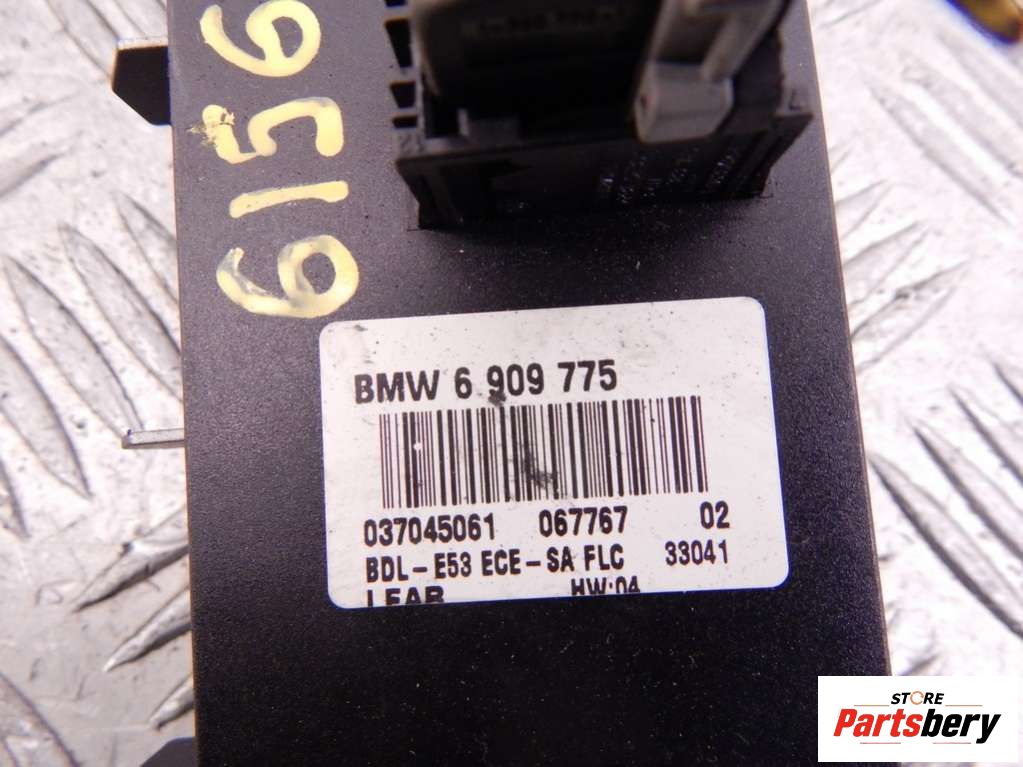 6156
BMW 6 909 775
037045061 067767 02
BDL-E53 ECE-SA FLC 33041
LEAR HW:04
STORE
Partsbery